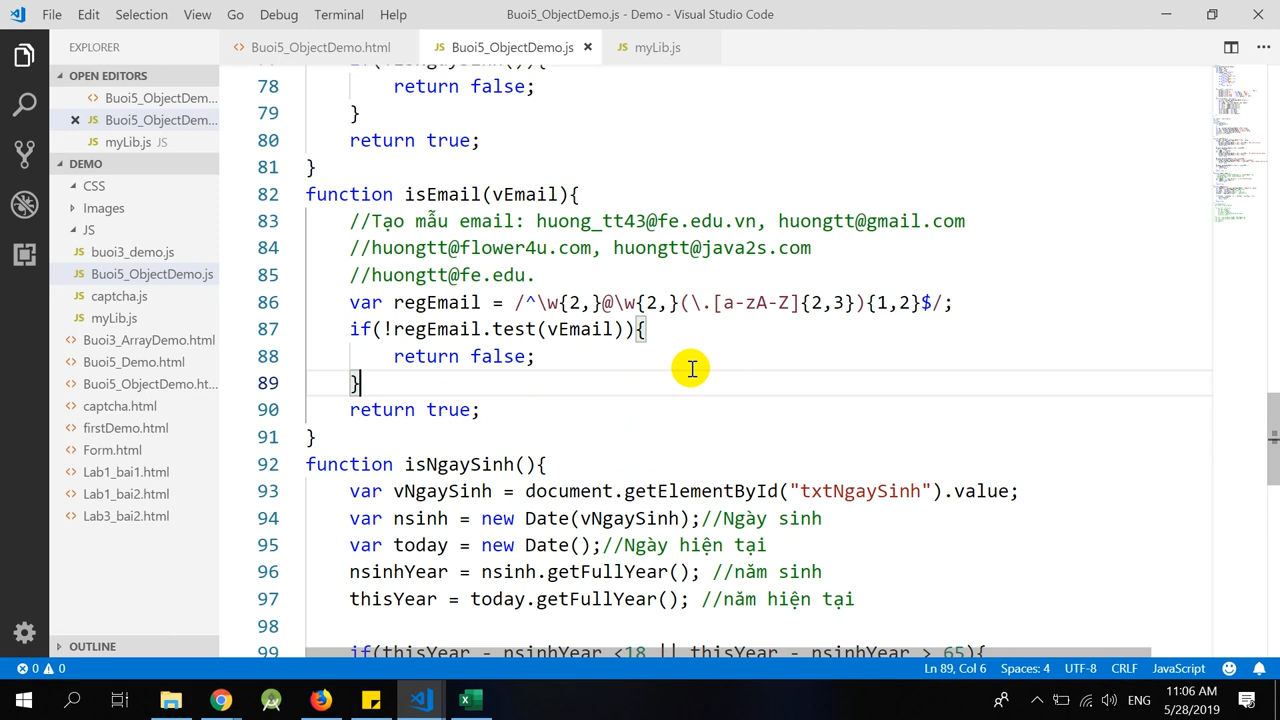 File Edit Selection View Go Debug Terminal Help Buoi5_ObjectDemo.js - Demo - Visual Studio Code
EXPLORER
OPEN EDITORS
Buoi5_ObjectDem...
Buoi5_ObjectDem...
myLib.js JS
DEMO
CSS
Images
JS
buoi3_demo.js
Buoi5_ObjectDemo.js
captcha.js
myLib.js
Buoi3_ArrayDemo.html
Buoi5_Demo.html
Buoi5_ObjectDemo.ht...
captcha.html
firstDemo.html
Form.html
Lab1_bai1.html
Lab1_bai2.html
Lab3_bai2.html
OUTLINE
Buoi5_ObjectDemo.html Buoi5_ObjectDemo.js myLib.js
78 return false;
79 }
80 return true;
81 }
82 function isEmail(vEmail){
83 //Tạo mẫu email: huong_tt43@fe.edu.vn, huongtt@gmail.com
84 //huongtt@flower4u.com, huongtt@java2s.com
85 //huongtt@fe.edu.
86 var regEmail = /^\w{2,}@\w{2,}(\.[a-zA-Z]{2,3}){1,2}$/;
87 if(!regEmail.test(vEmail)){
88 return false;
89 }
90 return true;
91 }
92 function isNgaySinh(){
93 var vNgaySinh = document.getElementById("txtNgaySinh").value;
94 var nsinh = new Date(vNgaySinh);//Ngày sinh
95 var today = new Date();//Ngày hiện tại
96 nsinhYear = nsinh.getFullYear(); //năm sinh
97 thisYear = today.getFullYear(); //năm hiện tại
98
99 if(thisYear - nsinhYear <18 || thisYear - nsinhYear > 65){
0 0 Ln 89, Col 6 Spaces: 4 UTF-8 CRLF JavaScript
ENG 11:06 AM
5/28/2019